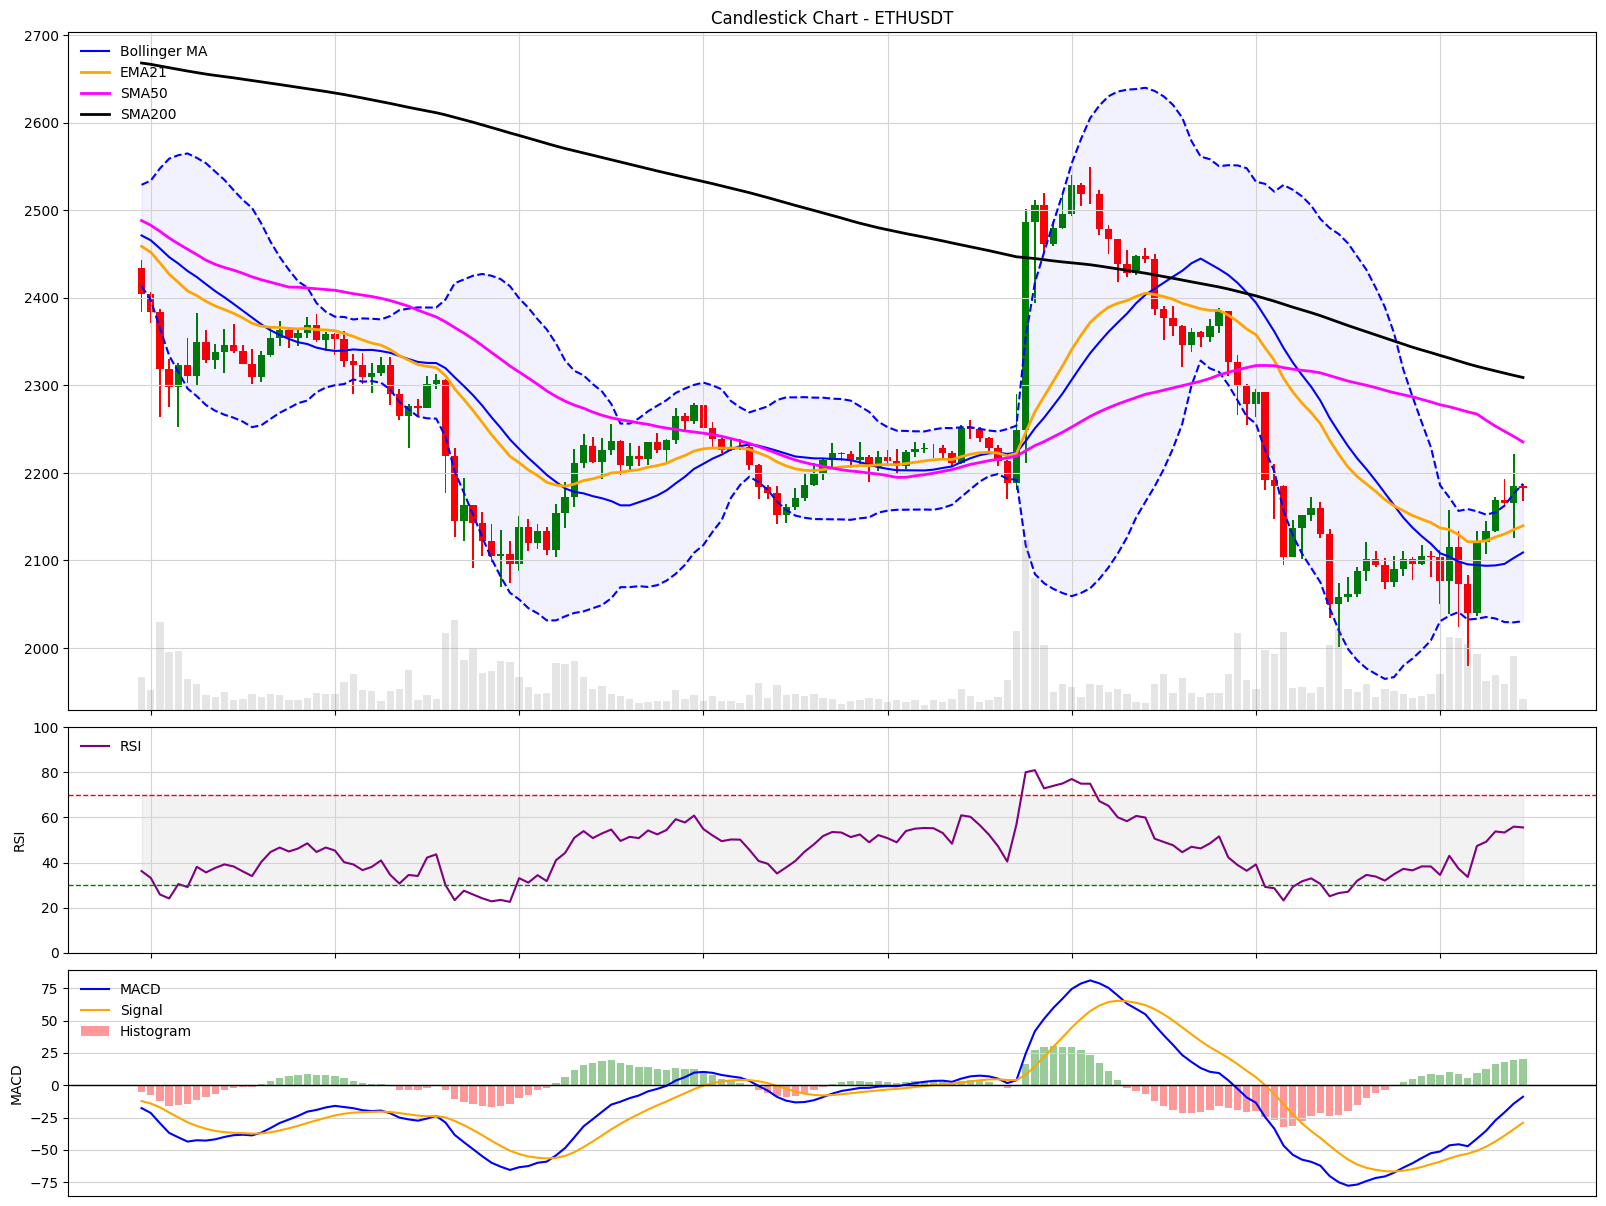 Candlestick Chart - ETHUSDT
2700
2600
2500
2400
2300
2200
2100
2000
Bollinger MA
EMA21
SMA50
SMA200
100
80
60
40
20
0
RSI
RSI
75
50
25
0
−25
−50
−75
MACD
MACD
Signal
Histogram